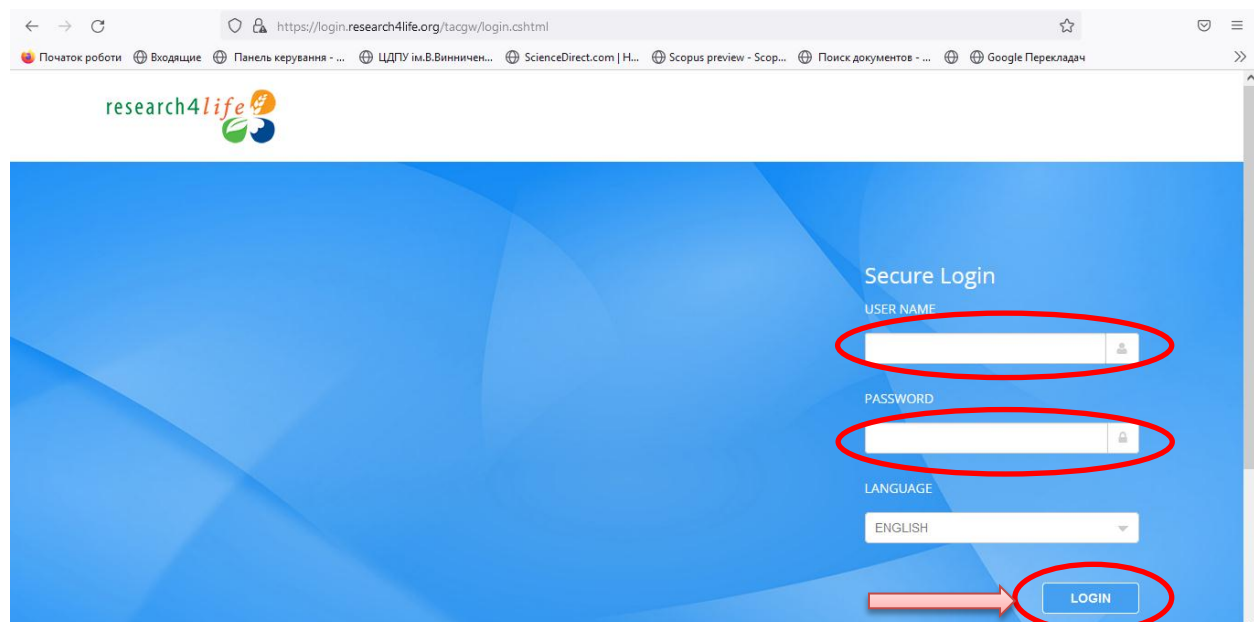 https://login.research4life.org/tacgw/login.cshtml
Початок роботи Входящие Панель керування - ... ЦДПУ ім.В.Винничен... ScienceDirect.com | H... Scopus preview - Scop... Поиск документов - ... Google Перекладач
research4life
Secure Login
USER NAME
PASSWORD
LANGUAGE
ENGLISH
LOGIN